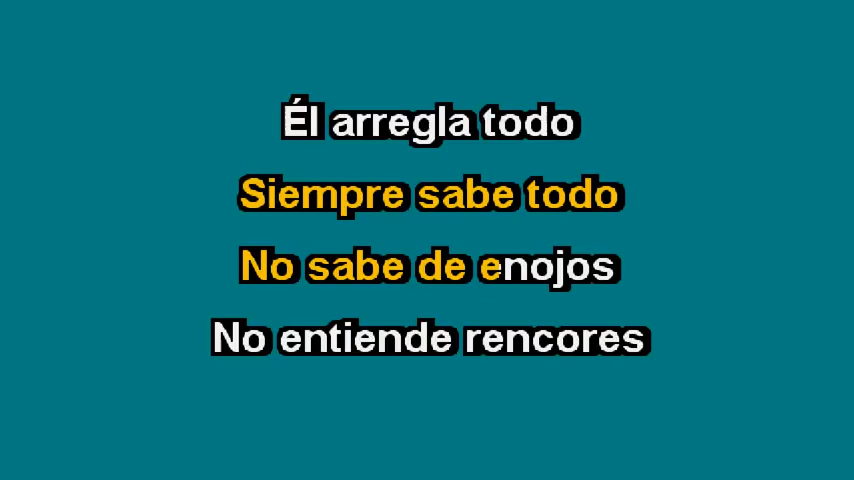 Él arregla todo
Siempre sabe todo
No sabe de enojos
No entiende rencores